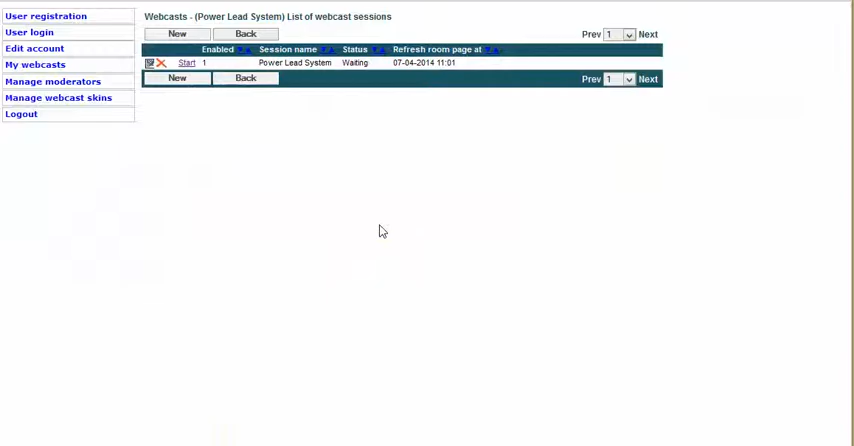 User registration
User login
Edit account
My webcasts
Manage moderators
Manage webcast skins
Logout
Webcasts - (Power Lead System) List of webcast sessions
New Back Prev 1 Next
Enabled Session name Status Refresh room page at
Start 1 Power Lead System Waiting 07-04-2014 11:01
New Back Prev 1 Next